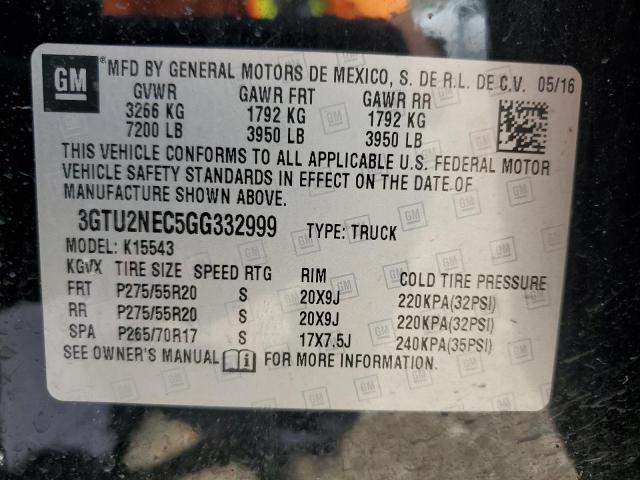 GM ® MFD BY GENERAL MOTORS DE MEXICO, S. DE R.L. DE C.V. 05/16
GVWR GAWR FRT GAWR RR
3266 KG 1792 KG 1792 KG
7200 LB 3950 LB 3950 LB
THIS VEHICLE CONFORMS TO ALL APPLICABLE U.S. FEDERAL MOTOR
VEHICLE SAFETY STANDARDS IN EFFECT ON THE DATE OF
MANUFACTURE SHOWN ABOVE.
3GTU2NEC5GG332999 TYPE: TRUCK
MODEL: K15543
KGVX TIRE SIZE SPEED RTG RIM COLD TIRE PRESSURE
FRT P275/55R20 S 20X9J 220KPA(32PSI)
RR P275/55R20 S 20X9J 220KPA(32PSI)
SPA P265/70R17 S 17X7.5J 240KPA(35PSI)
SEE OWNER'S MANUAL i FOR MORE INFORMATION.